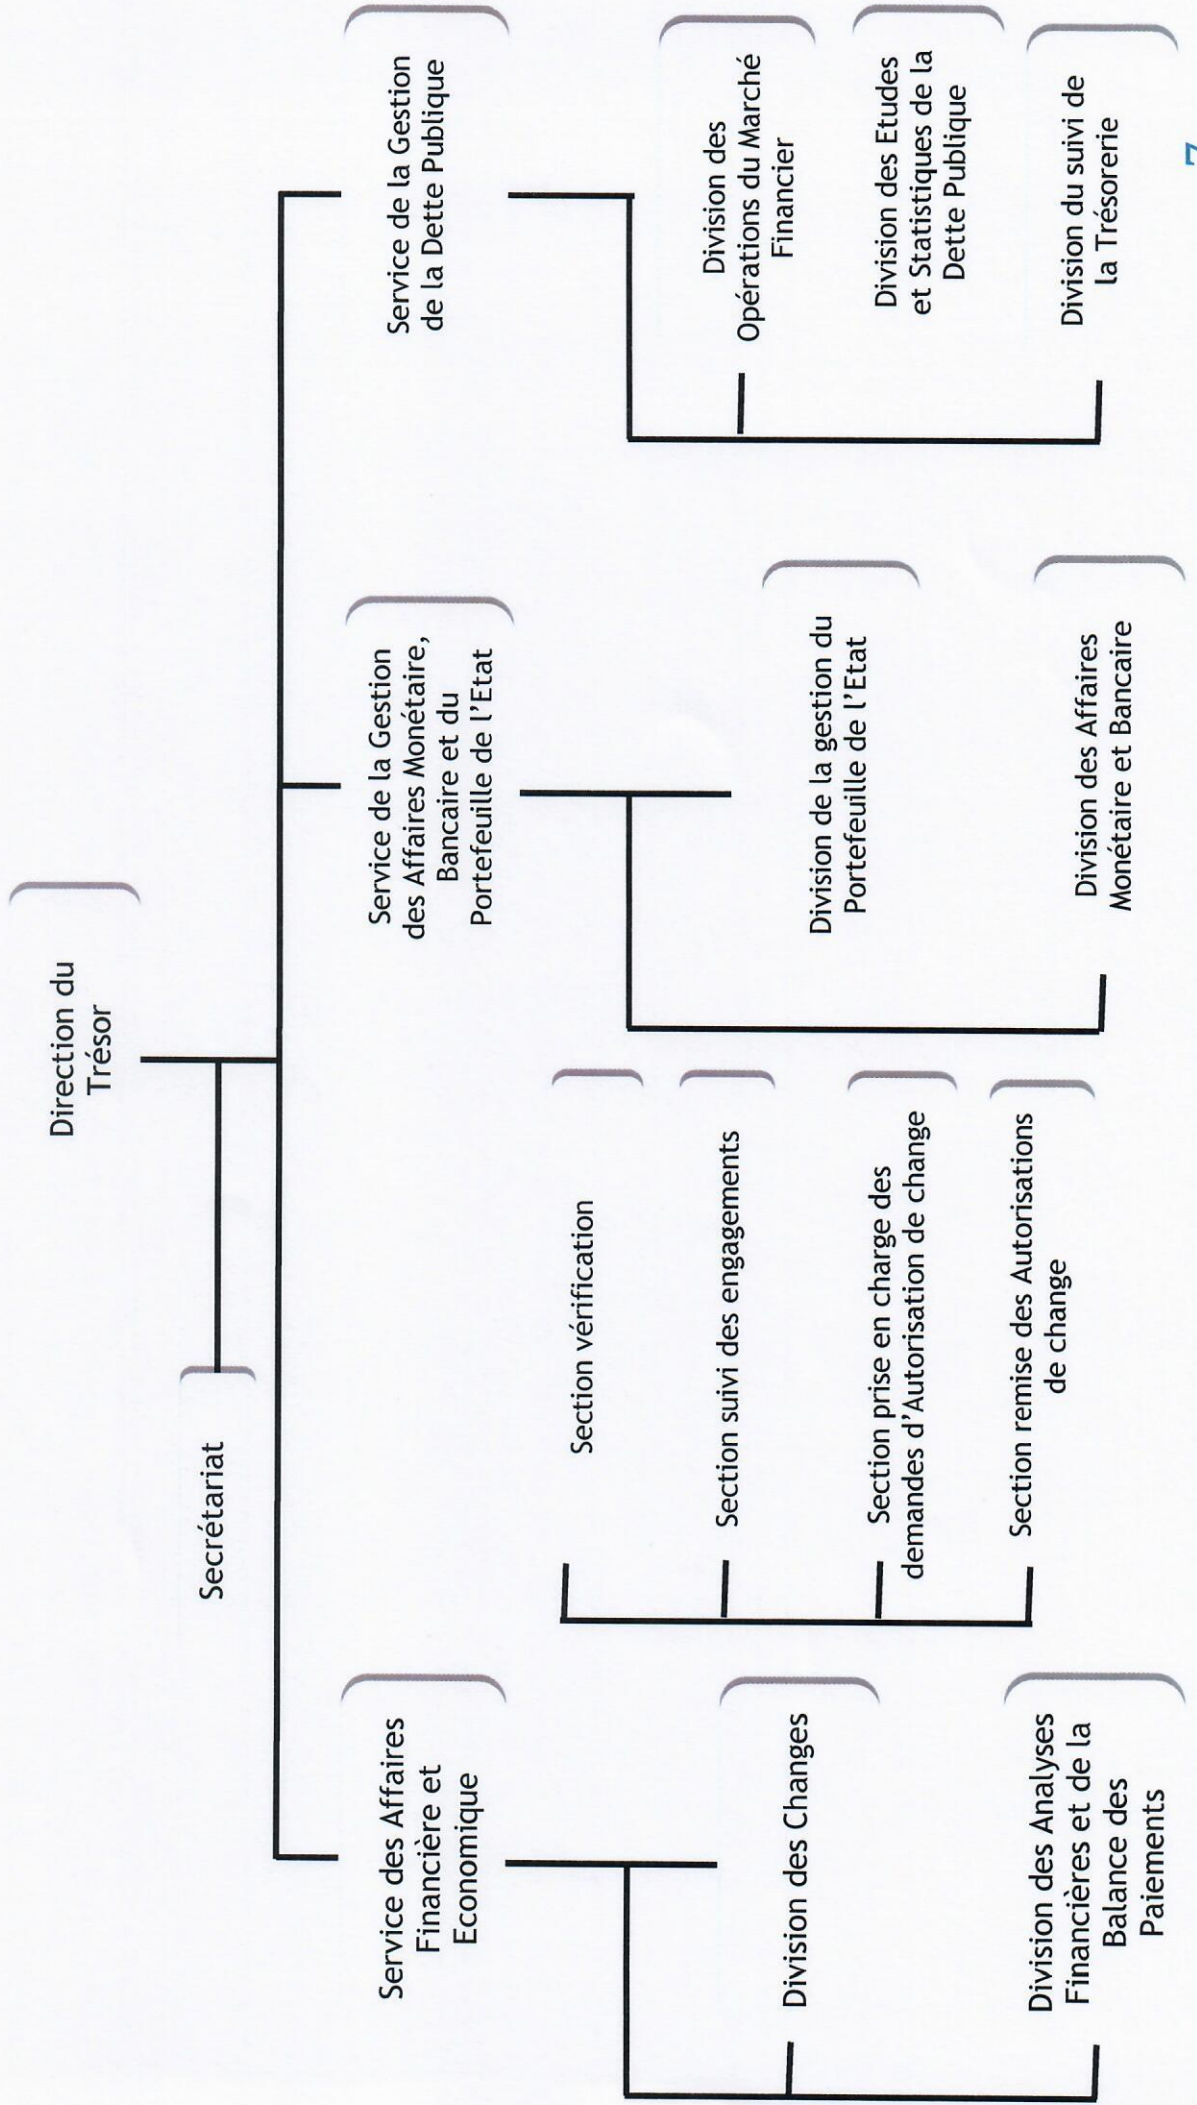 Direction du
Trésor
Secrétariat
Service des Affaires
Financière et
Economique
Service de la Gestion
des Affaires Monétaire,
Bancaire et du
Portefeuille de l'Etat
Service de la Gestion
de la Dette Publique
Division des Changes
Division des Analyses
Financières et de la
Balance des
Paiements
Section vérification
Section suivi des engagements
Section prise en charge des
demandes d'Autorisation de change
Section remise des Autorisations
de change
Division de la gestion du
Portefeuille de l'Etat
Division des Affaires
Monétaire et Bancaire
Division des
Opérations du Marché
Financier
Division des Etudes
et Statistiques de la
Dette Publique
Division du suivi de
la Trésorerie
7